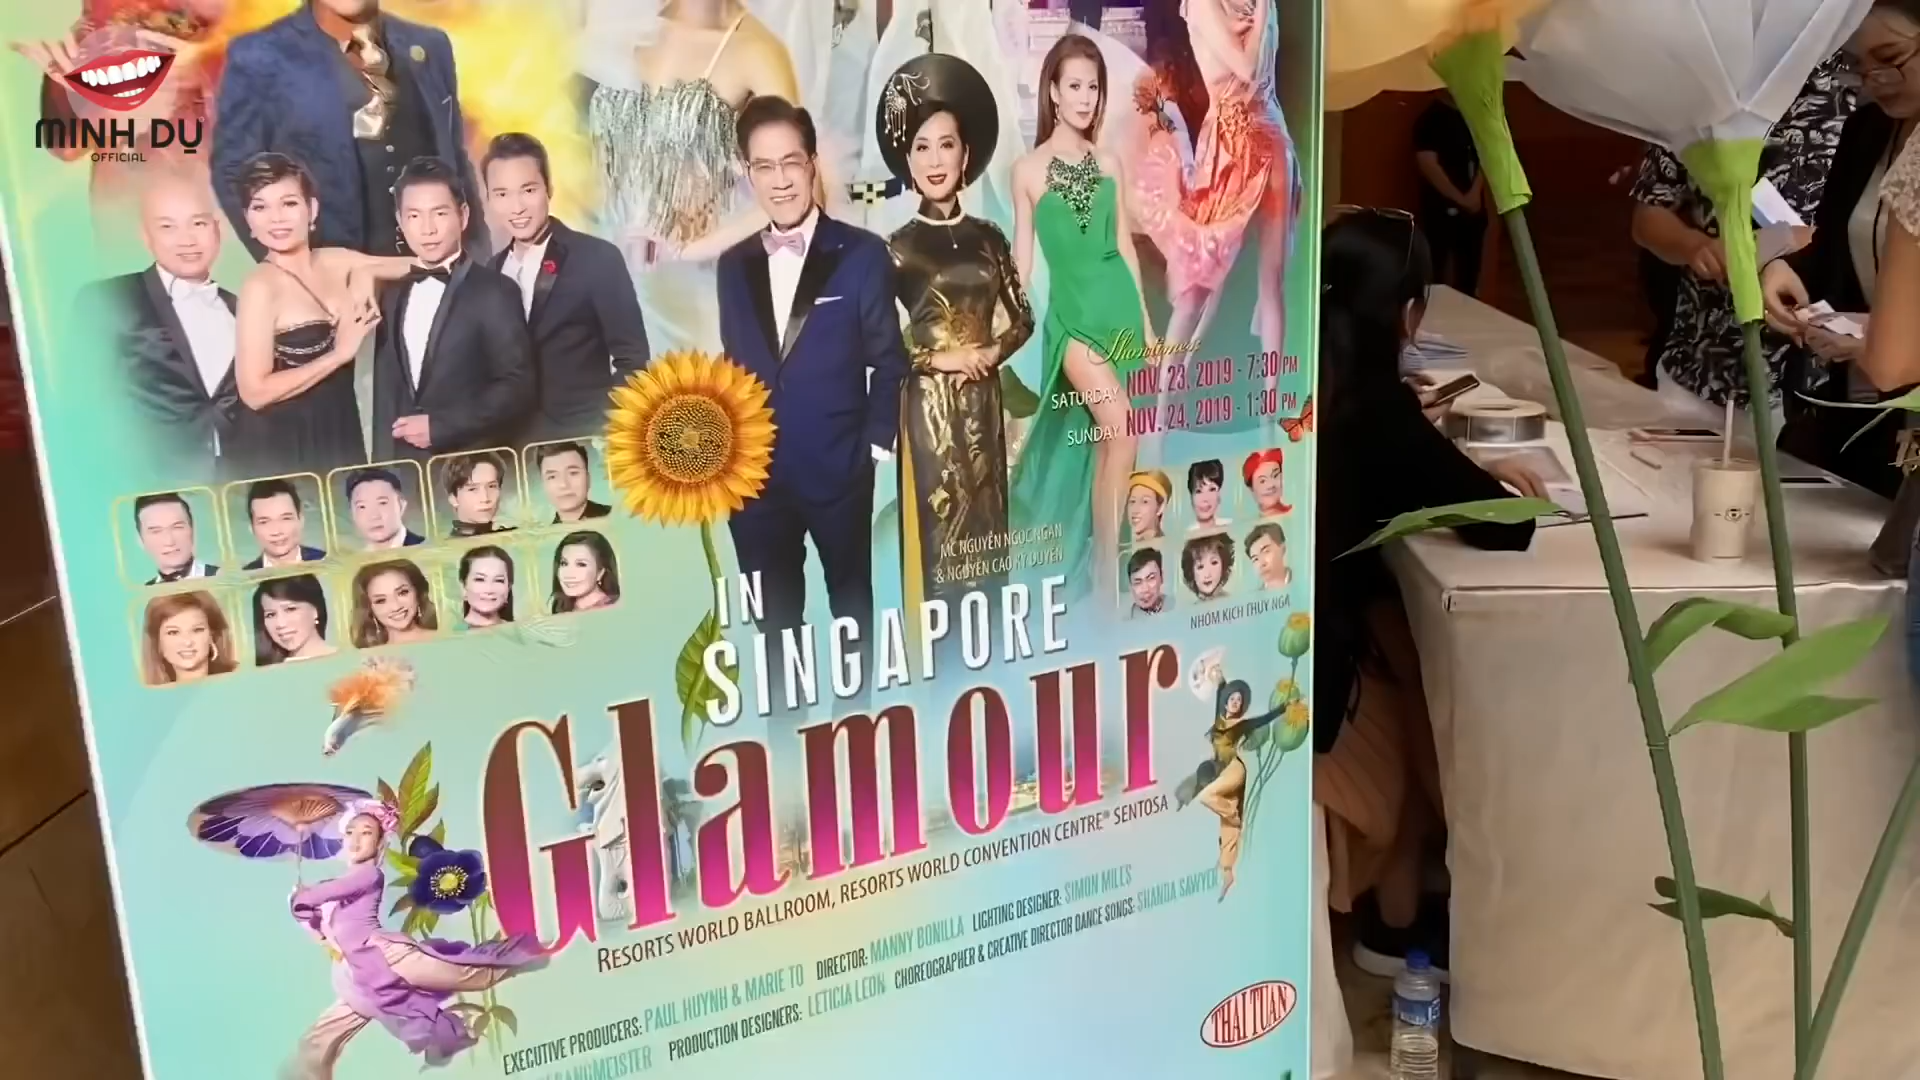 MINH DỤ
OFFICIAL
Showtimes:
SATURDAY NOV. 23, 2019 - 7:30 PM
SUNDAY NOV. 24, 2019 - 1:30 PM
MC NGUYỄN NGỌC NGẠN
& NGUYỄN CAO KỲ DUYÊN
NHÓM KỊCH THÚY NGA
IN
SINGAPORE
Glamour
RESORTS WORLD BALLROOM, RESORTS WORLD CONVENTION CENTRE® SENTOSA
EXECUTIVE PRODUCERS: PAUL HUYNH & MARIE TO DIRECTOR: MANNY BONILLA LIGHTING DESIGNER: SIMON MILES
PRODUCTION DESIGNERS: LETICIA LEON CHOREOGRAPHER & CREATIVE DIRECTOR DANCE SONGS: SHANDA SAWYER
THAI TUAN